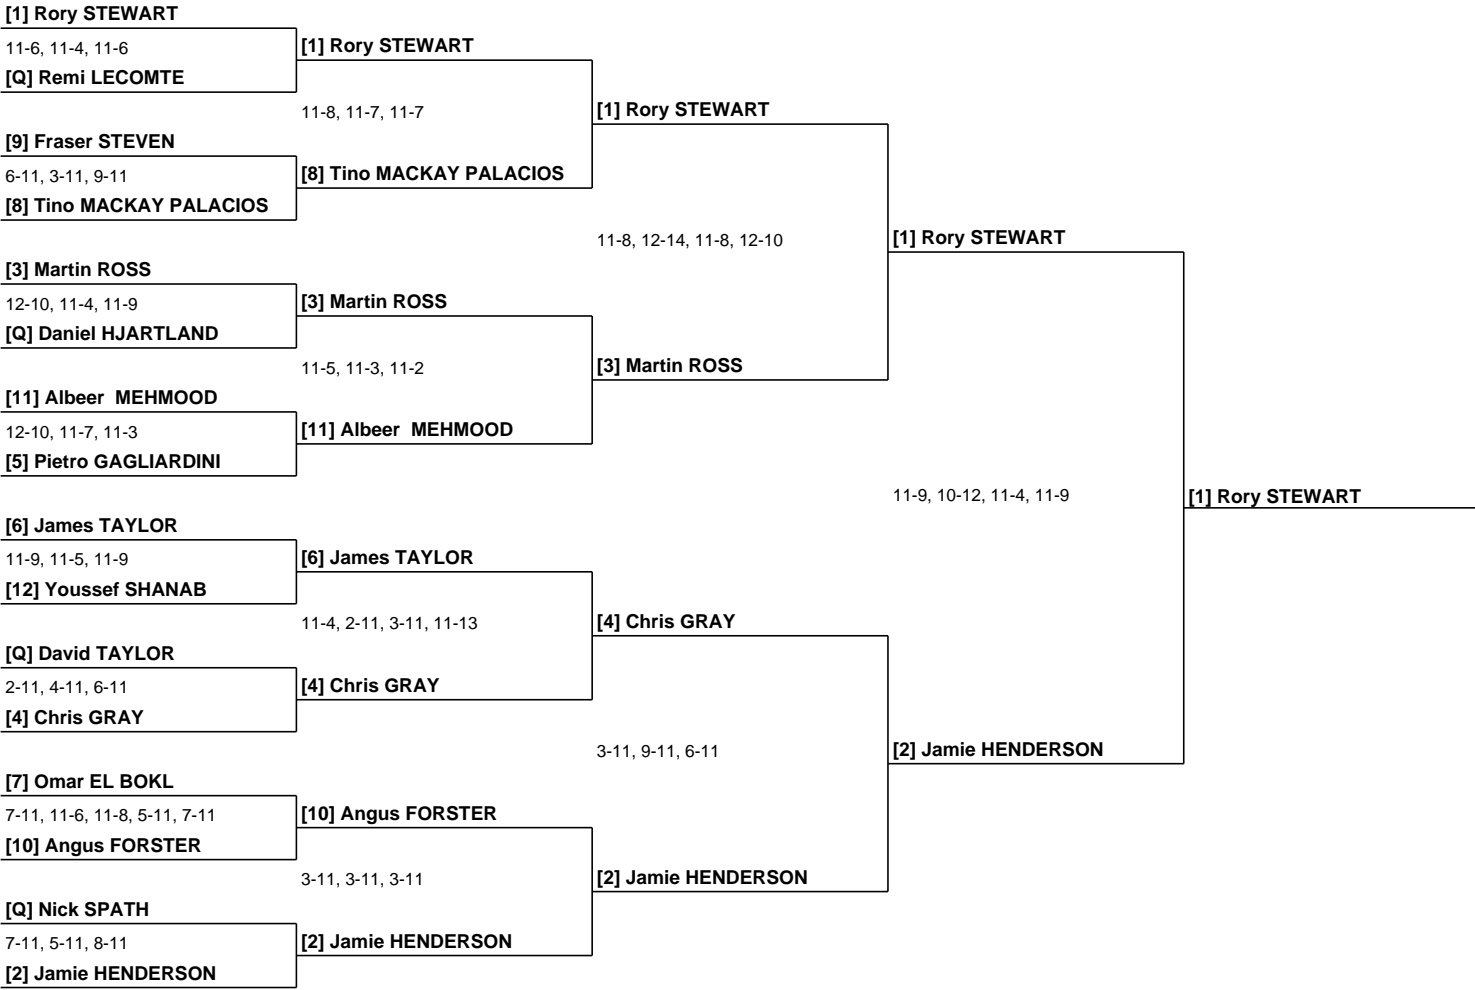 [1] Rory STEWART
11-6, 11-4, 11-6
[Q] Remi LECOMTE
[9] Fraser STEVEN
6-11, 3-11, 9-11
[8] Tino MACKAY PALACIOS
[3] Martin ROSS
12-10, 11-4, 11-9
[Q] Daniel HJARTLAND
[11] Albeer  MEHMOOD
12-10, 11-7, 11-3
[5] Pietro GAGLIARDINI
[6] James TAYLOR
11-9, 11-5, 11-9
[12] Youssef SHANAB
[Q] David TAYLOR
2-11, 4-11, 6-11
[4] Chris GRAY
[7] Omar EL BOKL
7-11, 11-6, 11-8, 5-11, 7-11
[10] Angus FORSTER
[Q] Nick SPATH
7-11, 5-11, 8-11
[2] Jamie HENDERSON
[1] Rory STEWART
11-8, 11-7, 11-7
[8] Tino MACKAY PALACIOS
[3] Martin ROSS
11-5, 11-3, 11-2
[11] Albeer  MEHMOOD
[6] James TAYLOR
11-4, 2-11, 3-11, 11-13
[4] Chris GRAY
[10] Angus FORSTER
3-11, 3-11, 3-11
[2] Jamie HENDERSON
[1] Rory STEWART
11-8, 12-14, 11-8, 12-10
[3] Martin ROSS
[4] Chris GRAY
3-11, 9-11, 6-11
[2] Jamie HENDERSON
[1] Rory STEWART
11-9, 10-12, 11-4, 11-9
[2] Jamie HENDERSON
[1] Rory STEWART